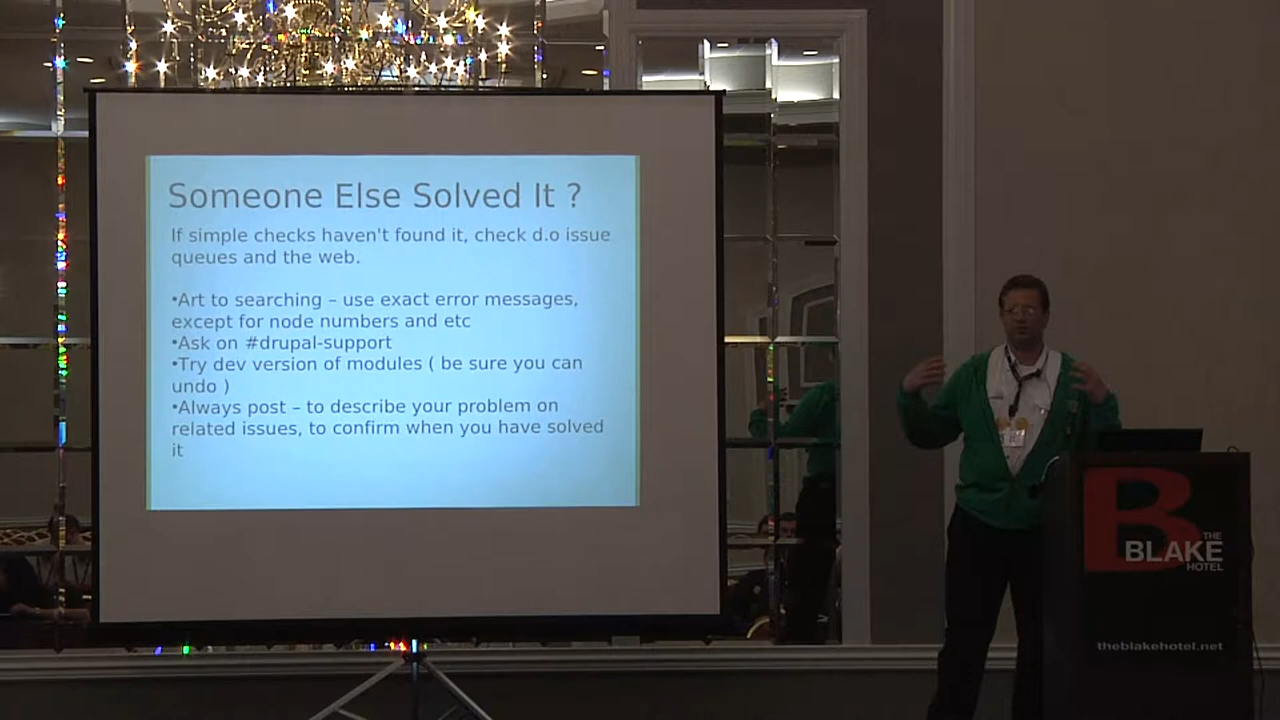 Someone Else Solved It ?
If simple checks haven't found it, check d.o issue
queues and the web.
•Art to searching – use exact error messages,
except for node numbers and etc
•Ask on #drupal-support
•Try dev version of modules ( be sure you can
undo )
•Always post – to describe your problem on
related issues, to confirm when you have solved
it
B
THE
BLAKE
HOTEL
theblakehotel.net